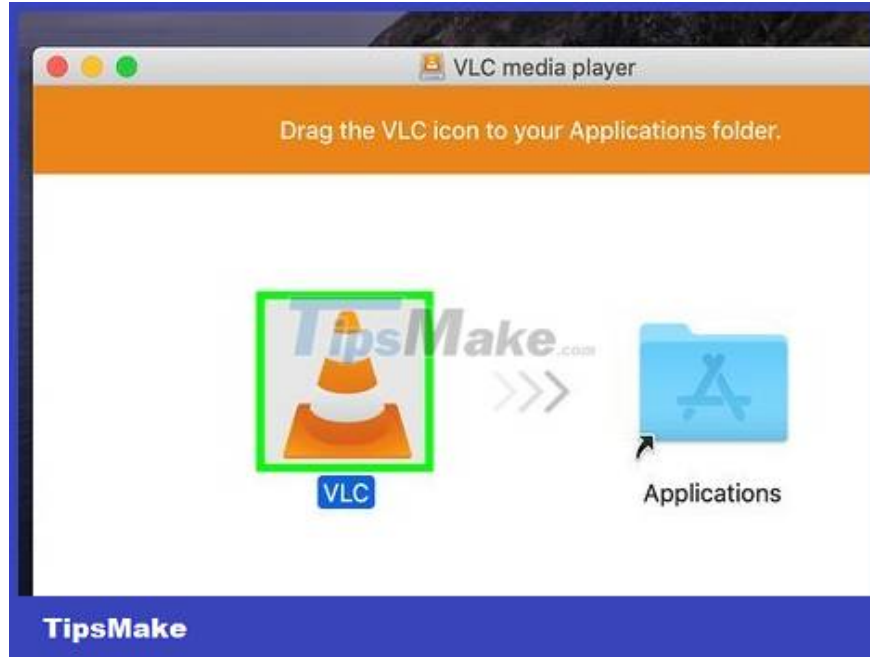 VLC media player
Drag the VLC icon to your Applications folder.
TipsMake.com
VLC
Applications
TipsMake